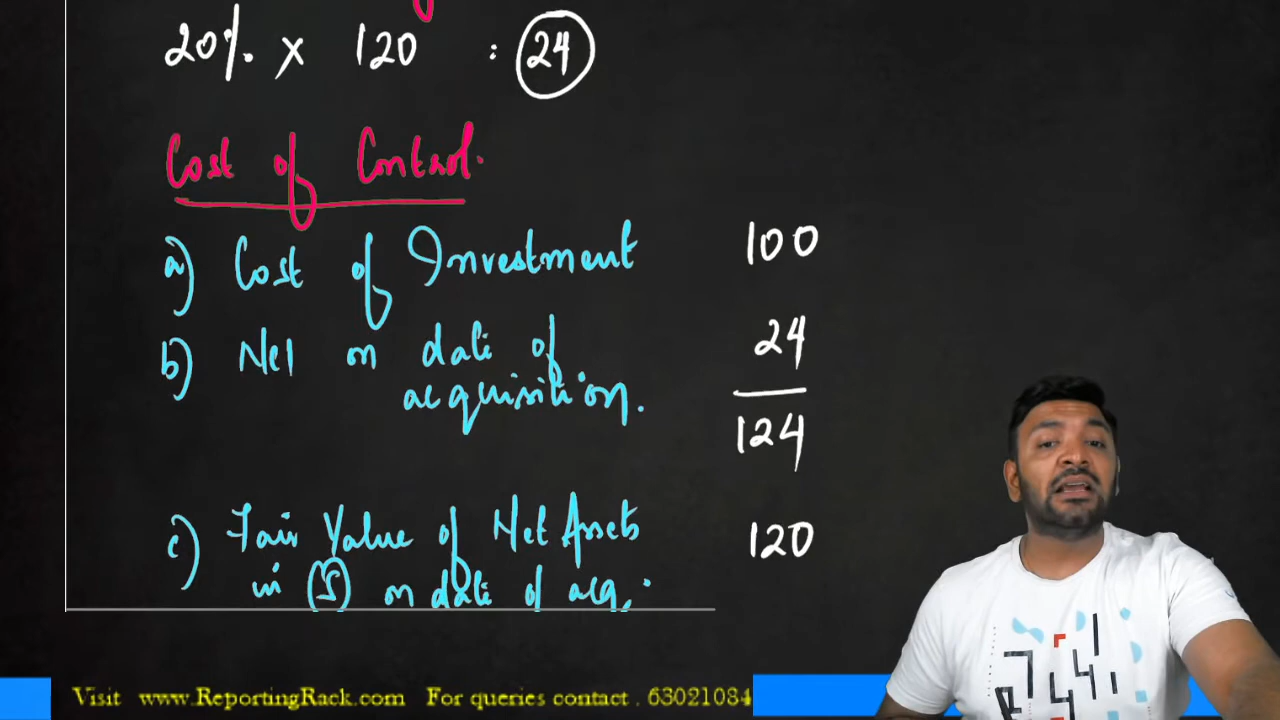 20% x 120 : 24
Cost of Control.
a) Cost of Investment 100
b) NCI on date of 24
acquisition.
124
c) Fair Value of Net Assets 120
in (S) on date of acq.
Visit www.ReportingRack.com For queries contact . 63021084